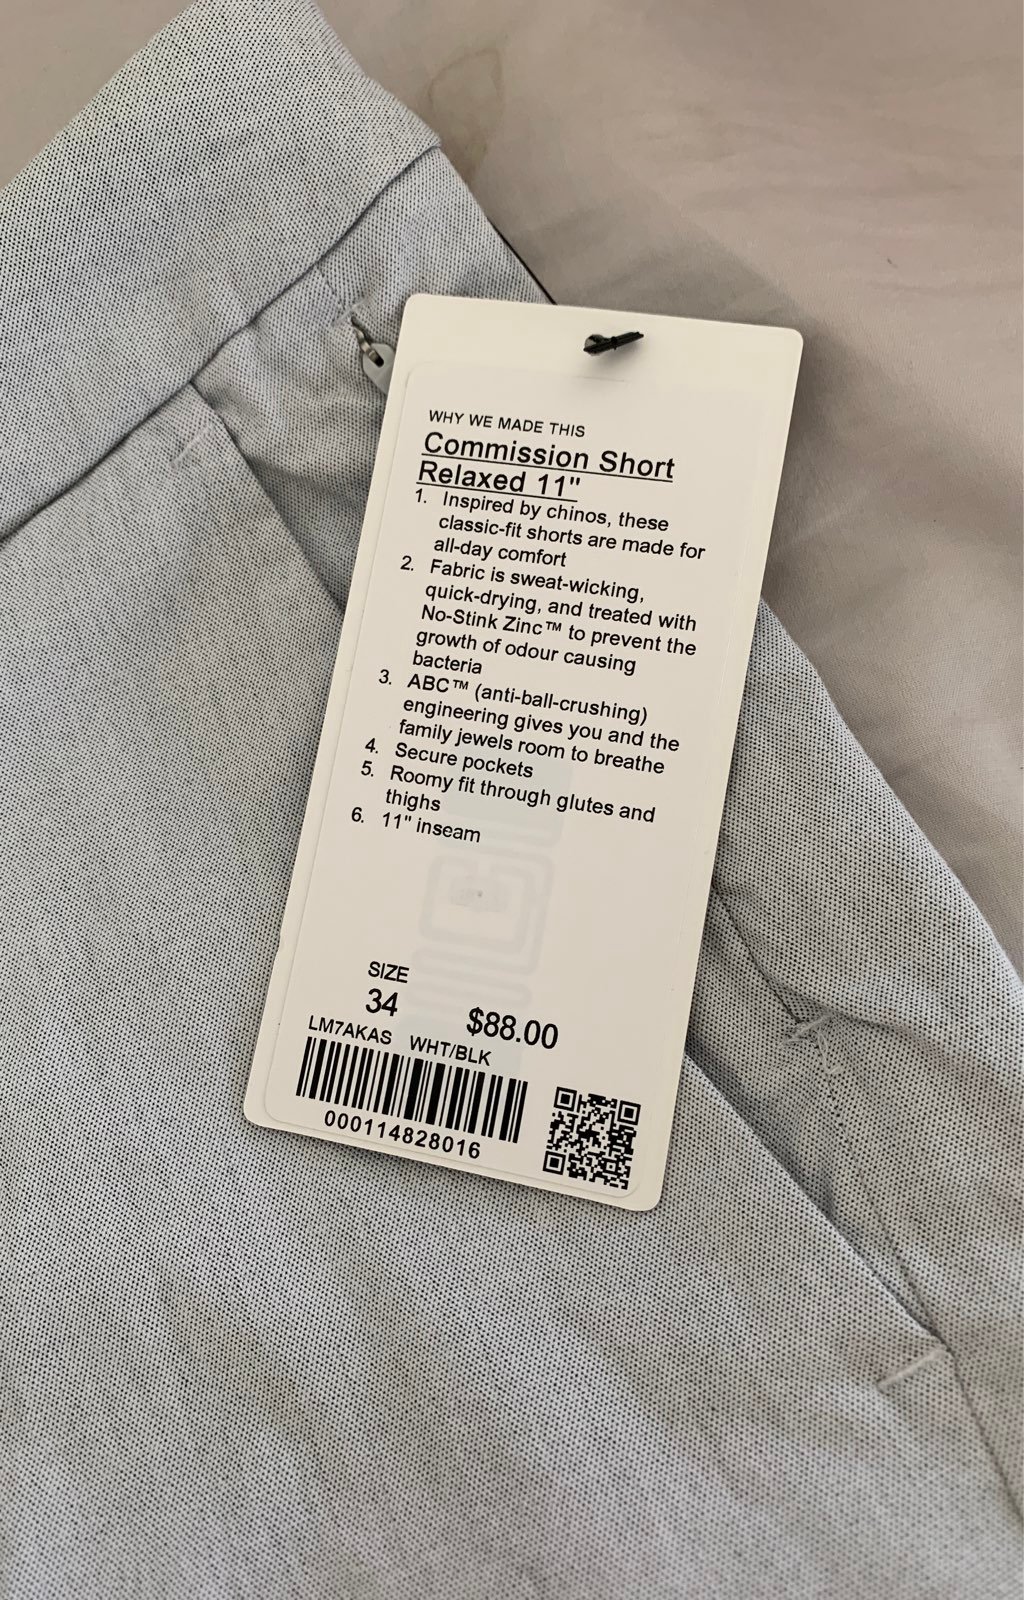 WHY WE MADE THIS
Commission Short
Relaxed 11"
1. Inspired by chinos, these
classic-fit shorts are made for
all-day comfort
2. Fabric is sweat-wicking,
quick-drying, and treated with
No-Stink Zinc™ to prevent the
growth of odour causing
bacteria
3. ABC™ (anti-ball-crushing)
engineering gives you and the
family jewels room to breathe
4. Secure pockets
5. Roomy fit through glutes and
thighs
6. 11" inseam
SIZE
34 $88.00
LM7AKAS WHT/BLK
000114828016